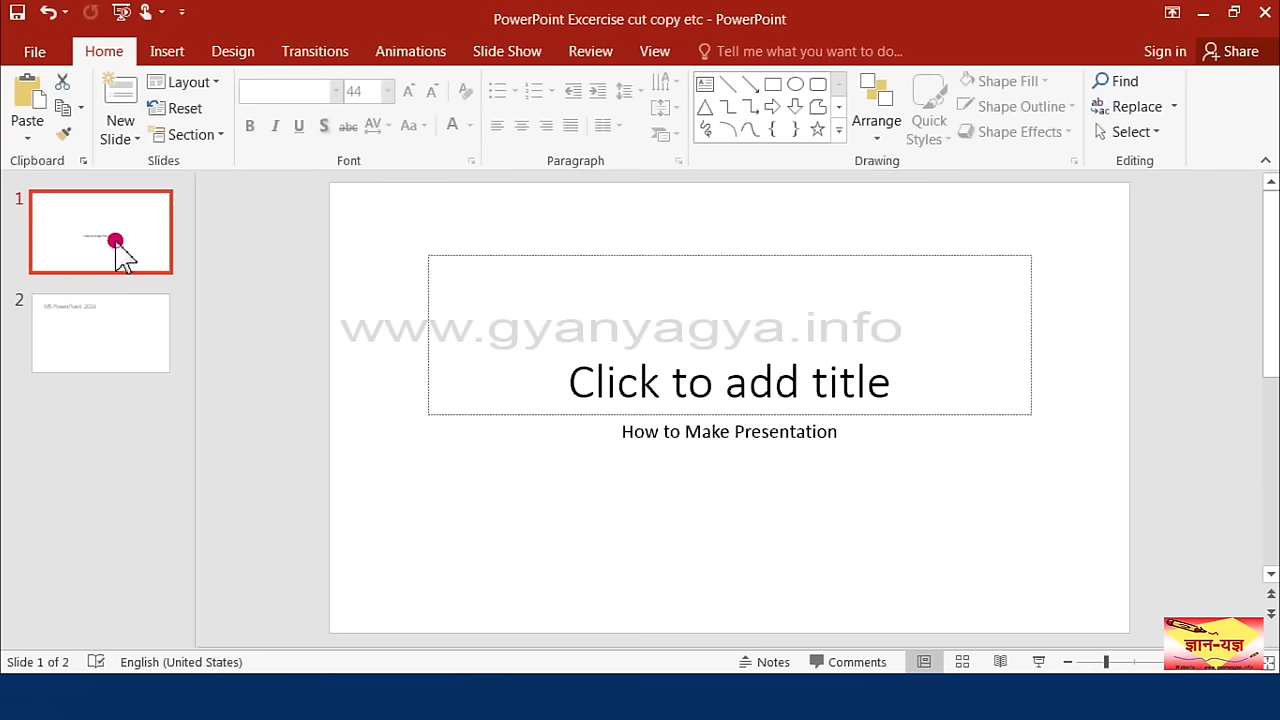 PowerPoint Excercise cut copy etc - PowerPoint
File Home Insert Design Transitions Animations Slide Show Review View Tell me what you want to do... Sign in Share
Paste
Clipboard
New Slide
Layout
Reset
Section
Slides
44
B I U S abc AV Aa A
Font
Paragraph
Arrange
Quick Styles
Shape Fill
Shape Outline
Shape Effects
Drawing
Find
Replace
Select
Editing
1
2
MS PowerPoint 2016
www.gyanyagya.info
Click to add title
How to Make Presentation
Slide 1 of 2 English (United States) Notes Comments
ज्ञान-यज्ञ